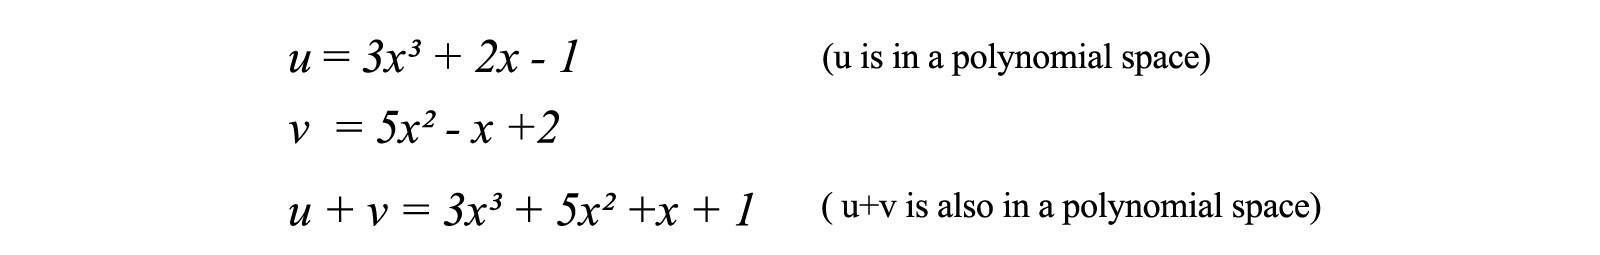 u = 3x³ + 2x - 1 (u is in a polynomial space)
v = 5x² - x +2
u + v = 3x³ + 5x² +x + 1 ( u+v is also in a polynomial space)